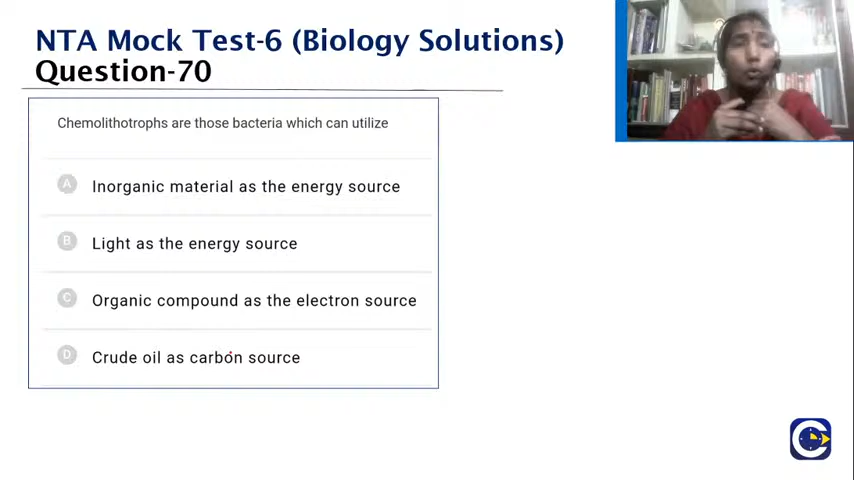 NTA Mock Test-6 (Biology Solutions)
Question-70
Chemolithotrophs are those bacteria which can utilize
A Inorganic material as the energy source
B Light as the energy source
C Organic compound as the electron source
D Crude oil as carbon source